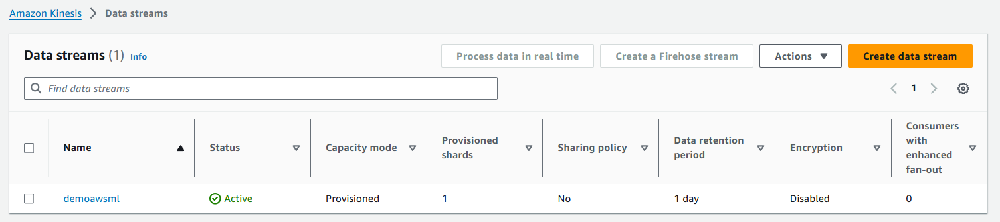 Amazon Kinesis > Data streams
Data streams (1) Info
Process data in real time
Create a Firehose stream
Actions
Create data stream
Find data streams
1
Name
Status
Capacity mode
Provisioned
shards
Sharing policy
Data retention
period
Encryption
Consumers
with
enhanced
fan-out
demoawsml
Active
Provisioned
1
No
1 day
Disabled
0